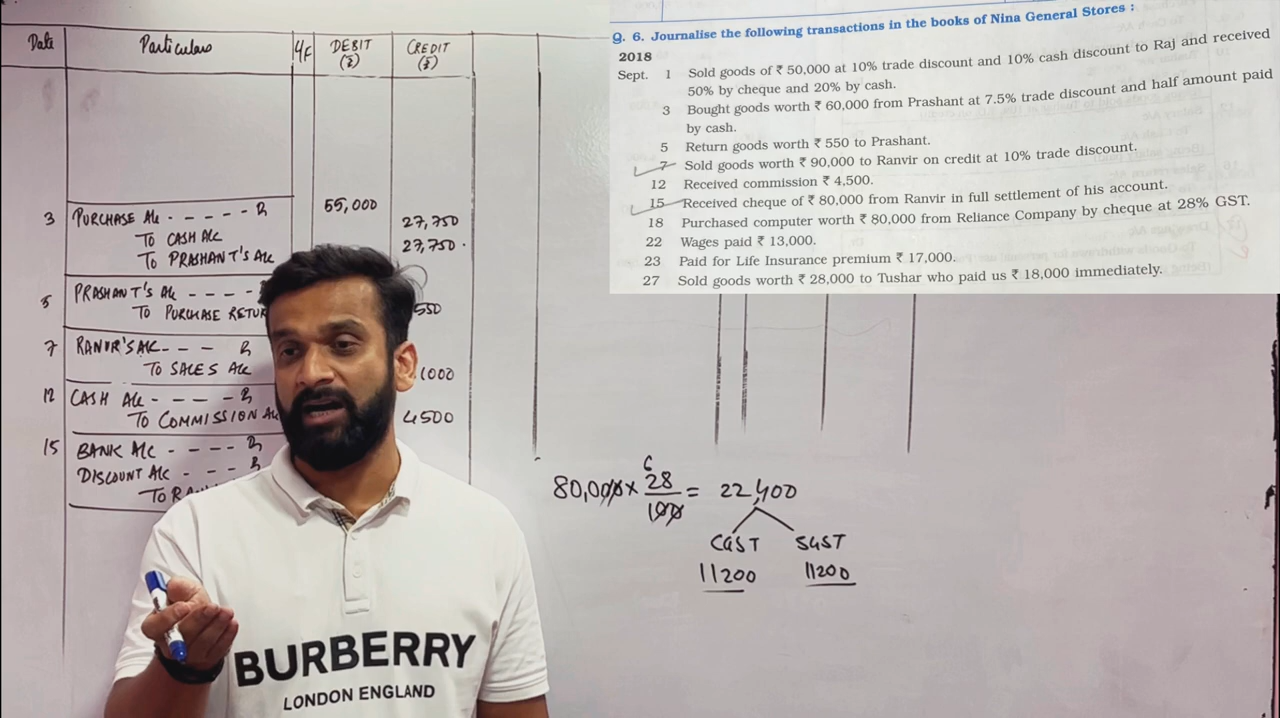 Date Particulars L/F DEBIT (₹) CREDIT (₹)
3 PURCHASE A/c - - - - - Dr 55,000
TO CASH A/c 27,750
TO PRASHANT'S A/c 27,750
5 PRASHANT'S A/c - - - -
TO PURCHASE RETUR 550
7 RANVIR'S A/c - - - Dr
TO SALES A/c 1000
12 CASH A/c - - - - - Dr
TO COMMISSION A/c 4500
15 BANK A/c - - - - Dr
DISCOUNT A/c - - - Dr
TO RA
Q. 6. Journalise the following transactions in the books of Nina General Stores :
2018
Sept. 1 Sold goods of ₹ 50,000 at 10% trade discount and 10% cash discount to Raj and received
50% by cheque and 20% by cash.
3 Bought goods worth ₹ 60,000 from Prashant at 7.5% trade discount and half amount paid
by cash.
5 Return goods worth ₹ 550 to Prashant.
7 Sold goods worth ₹ 90,000 to Ranvir on credit at 10% trade discount.
12 Received commission ₹ 4,500.
15 Received cheque of ₹ 80,000 from Ranvir in full settlement of his account.
18 Purchased computer worth ₹ 80,000 from Reliance Company by cheque at 28% GST.
22 Wages paid ₹ 13,000.
23 Paid for Life Insurance premium ₹ 17,000.
27 Sold goods worth ₹ 28,000 to Tushar who paid us ₹ 18,000 immediately.
80,000 x 28/100 = 22,400
CGST SGST
11200 11200
BURBERRY
LONDON ENGLAND